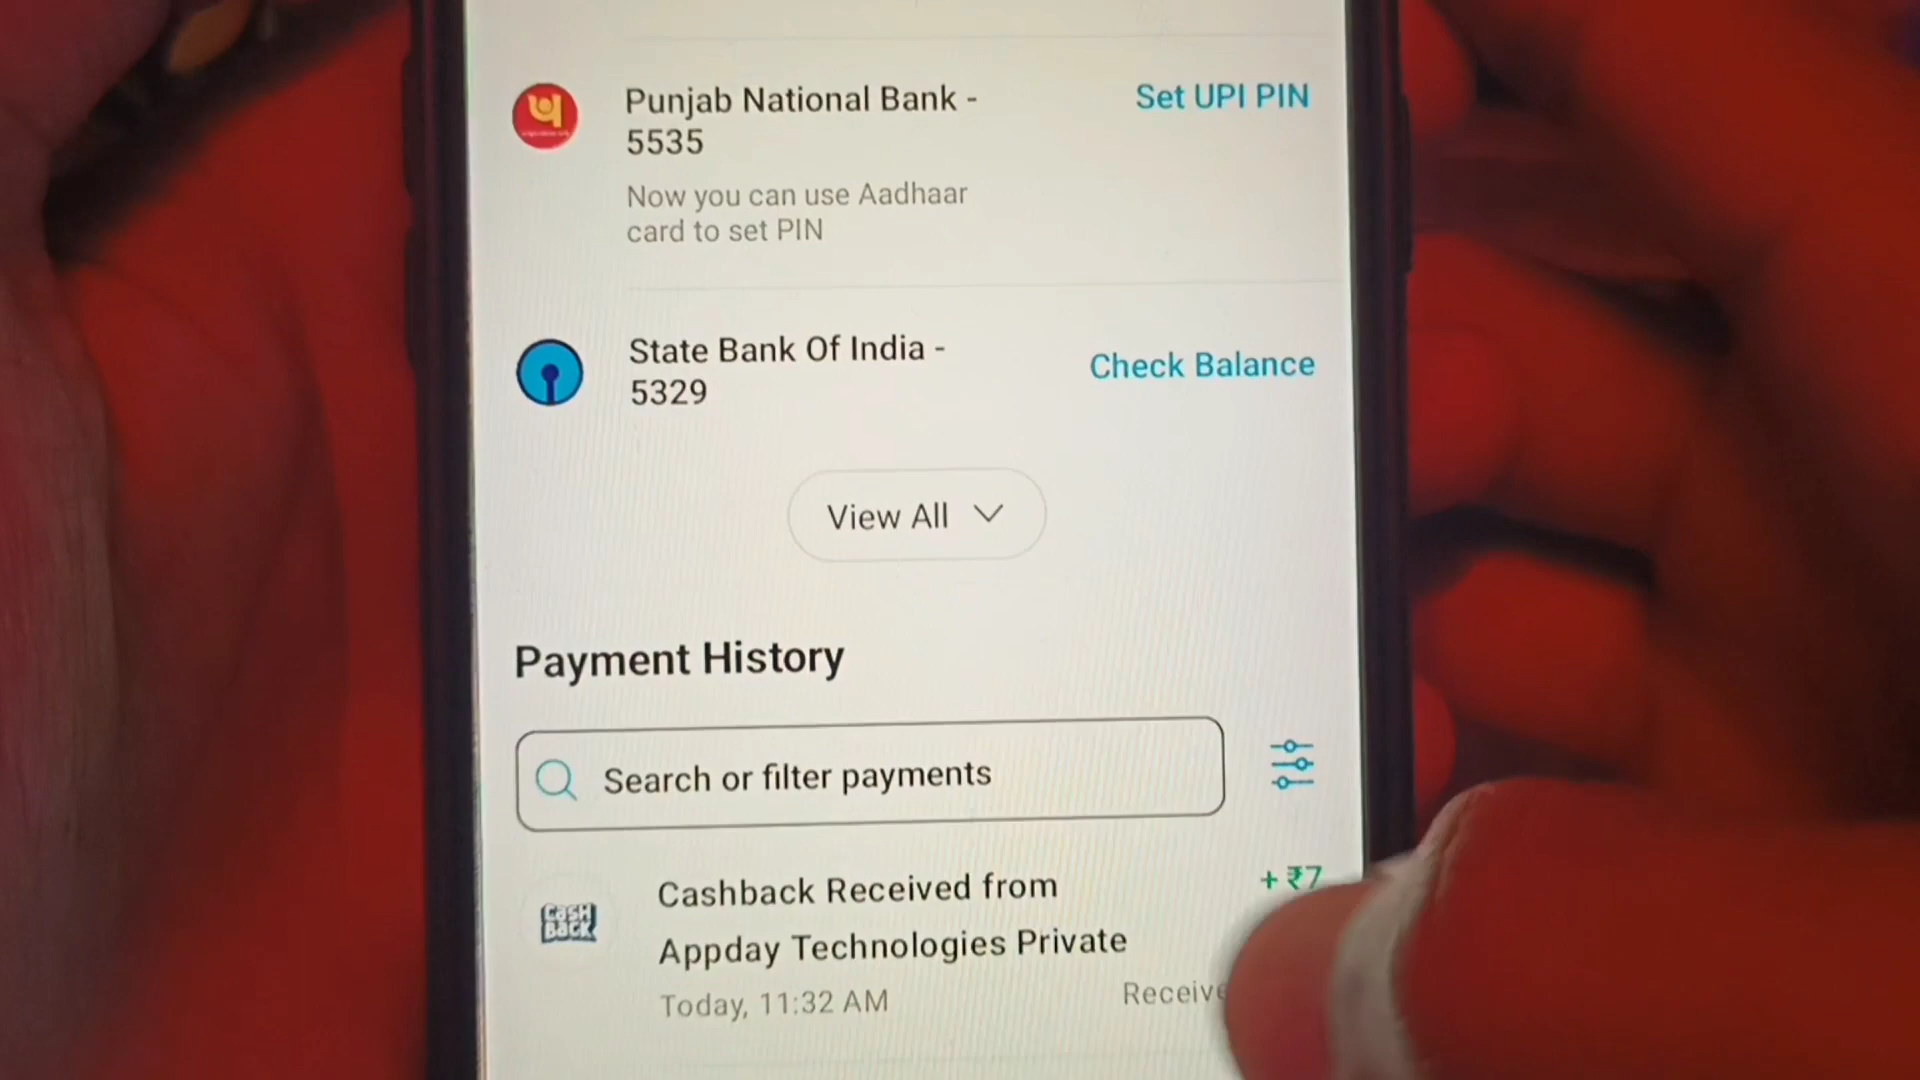 Punjab National Bank -
5535
Set UPI PIN
Now you can use Aadhaar
card to set PIN
State Bank Of India -
5329
Check Balance
View All
Payment History
Search or filter payments
CASH
BACK
Cashback Received from
Appday Technologies Private
+ ₹7
Today, 11:32 AM